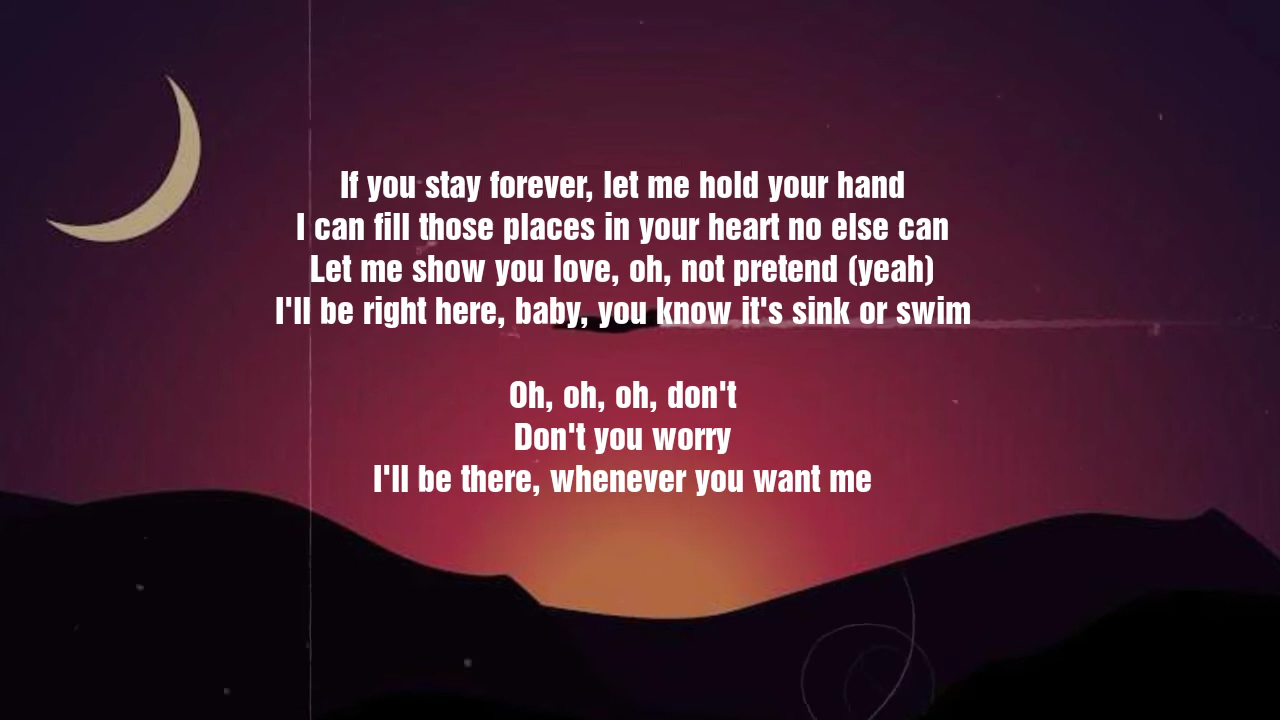 If you stay forever, let me hold your hand
I can fill those places in your heart no else can
Let me show you love, oh, not pretend (yeah)
I'll be right here, baby, you know it's sink or swim
Oh, oh, oh, don't
Don't you worry
I'll be there, whenever you want me